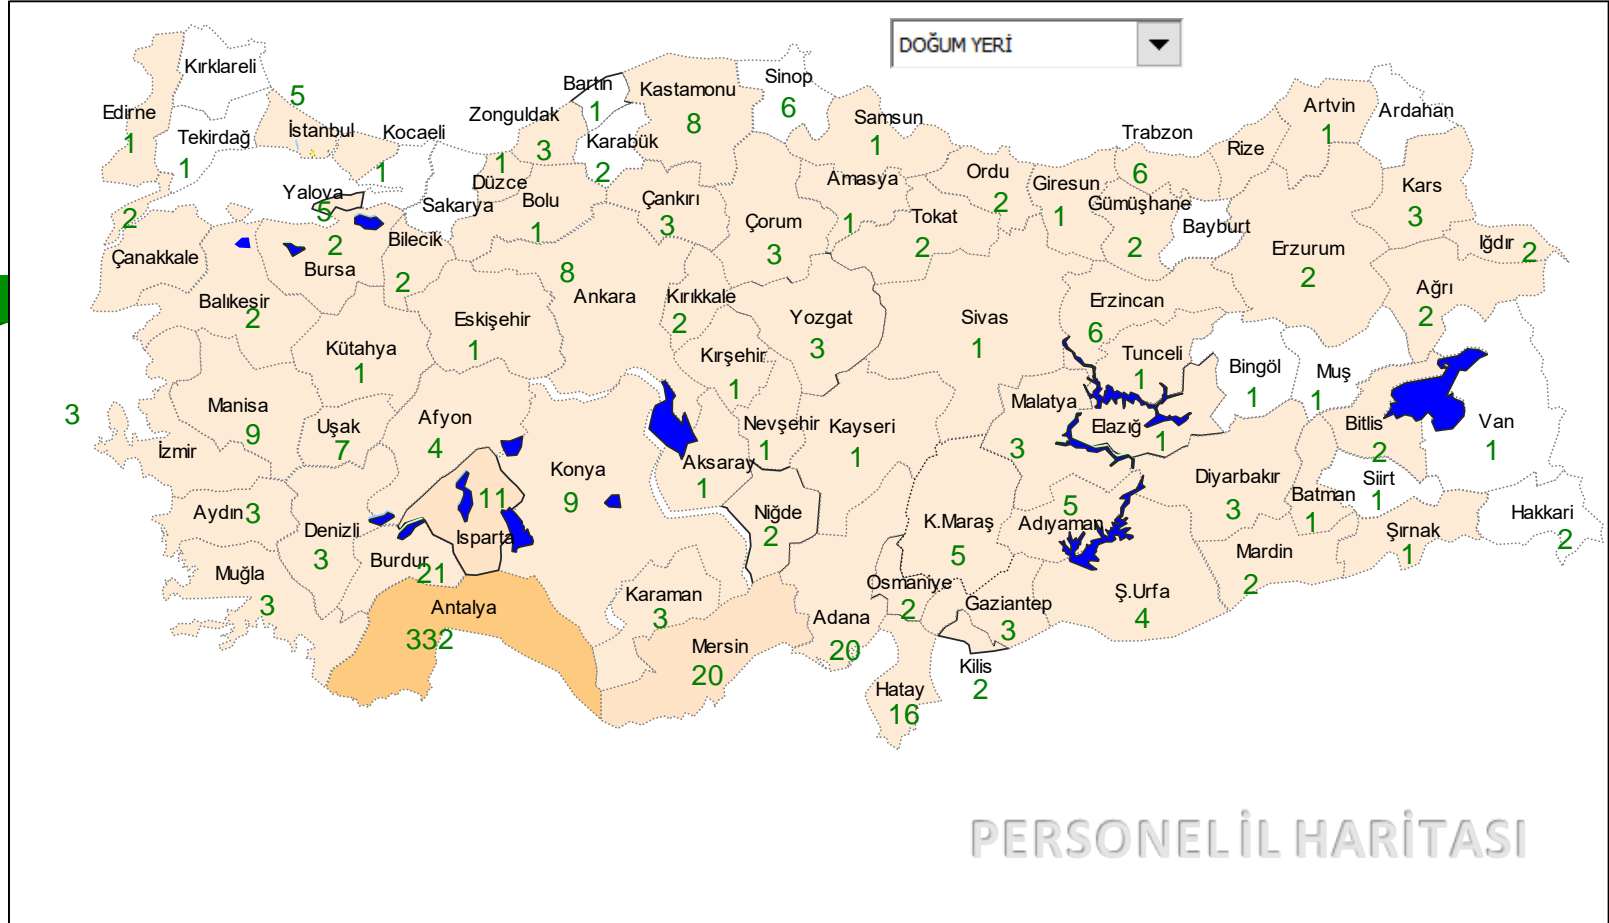 DOĞUM YERİ
Kırklareli
Edirne
1
Tekirdağ
1
5
İstanbul
Kocaeli
1
Yalova
5
Sakarya
Zonguldak
3
Bartın
1
Karabük
2
Kastamonu
8
Sinop
6
Samsun
1
Düzce
1
Bolu
1
Çankırı
3
Çorum
3
Amasya
1
Tokat
2
Ordu
2
Giresun
1
Trabzon
6
Gümüşhane
2
Rize
Bayburt
Artvin
1
Ardahan
Kars
3
Iğdır
2
Erzurum
2
Ağrı
2
Erzincan
6
2
Çanakkale
Balıkesir
2
2
Bursa
Bilecik
2
Eskişehir
1
8
Ankara
Kırıkkale
2
Yozgat
3
Sivas
1
Kütahya
1
Kırşehir
1
Tunceli
1
Bingöl
1
Muş
1
Bitlis
2
Van
1
3
İzmir
Manisa
9
Uşak
7
Afyon
4
Konya
9
Aksaray
1
Nevşehir
1
Kayseri
1
Malatya
3
Elazığ
1
Diyarbakır
3
Batman
1
Siirt
1
Şırnak
1
Hakkari
2
Aydın
3
Denizli
3
11
Isparta
Burdur
21
Niğde
2
K.Maraş
5
5
Adıyaman
Mardin
2
Muğla
3
Antalya
332
Karaman
3
Mersin
20
Adana
20
Osmaniye
2
Gaziantep
3
Ş.Urfa
4
Kilis
2
Hatay
16
PERSONEL İL HARİTASI